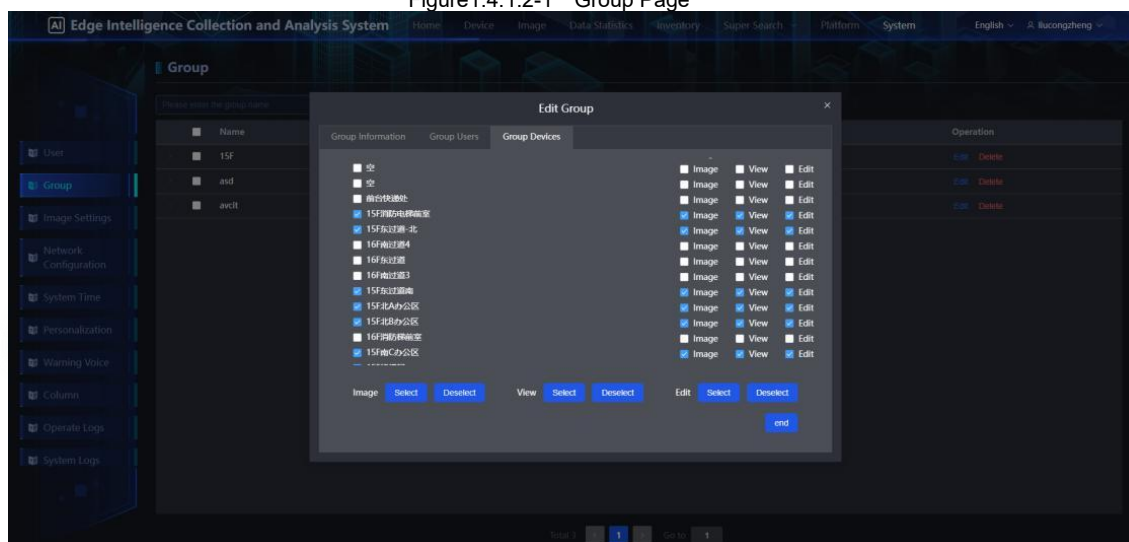 Figure1.4.1.2-1 Group Page
AI Edge Intelligence Collection and Analysis System Home Device Image Data Statistics Inventory Super Search Platform System English liucongzheng
Group
Please enter the group name
Edit Group ×
Group Information Group Users Group Devices
Name Operation
User
15F Edit Delete
Group
asd Edit Delete
avcit Edit Delete
Image Settings
Network Configuration
System Time
Personalization
Warning Voice
Column
Operate Logs
System Logs
空 Image View Edit
空 Image View Edit
前台快递处 Image View Edit
15F消防电梯前室 Image View Edit
15F东过道-北 Image View Edit
16F南过道4 Image View Edit
16F东过道 Image View Edit
16F南过道3 Image View Edit
15F东过道南 Image View Edit
15F北A办公区 Image View Edit
15F北B办公区 Image View Edit
16F消防梯前室 Image View Edit
15F南C办公区 Image View Edit
Image Select Deselect View Select Deselect Edit Select Deselect
end
Total 3 < 1 > Go to 1